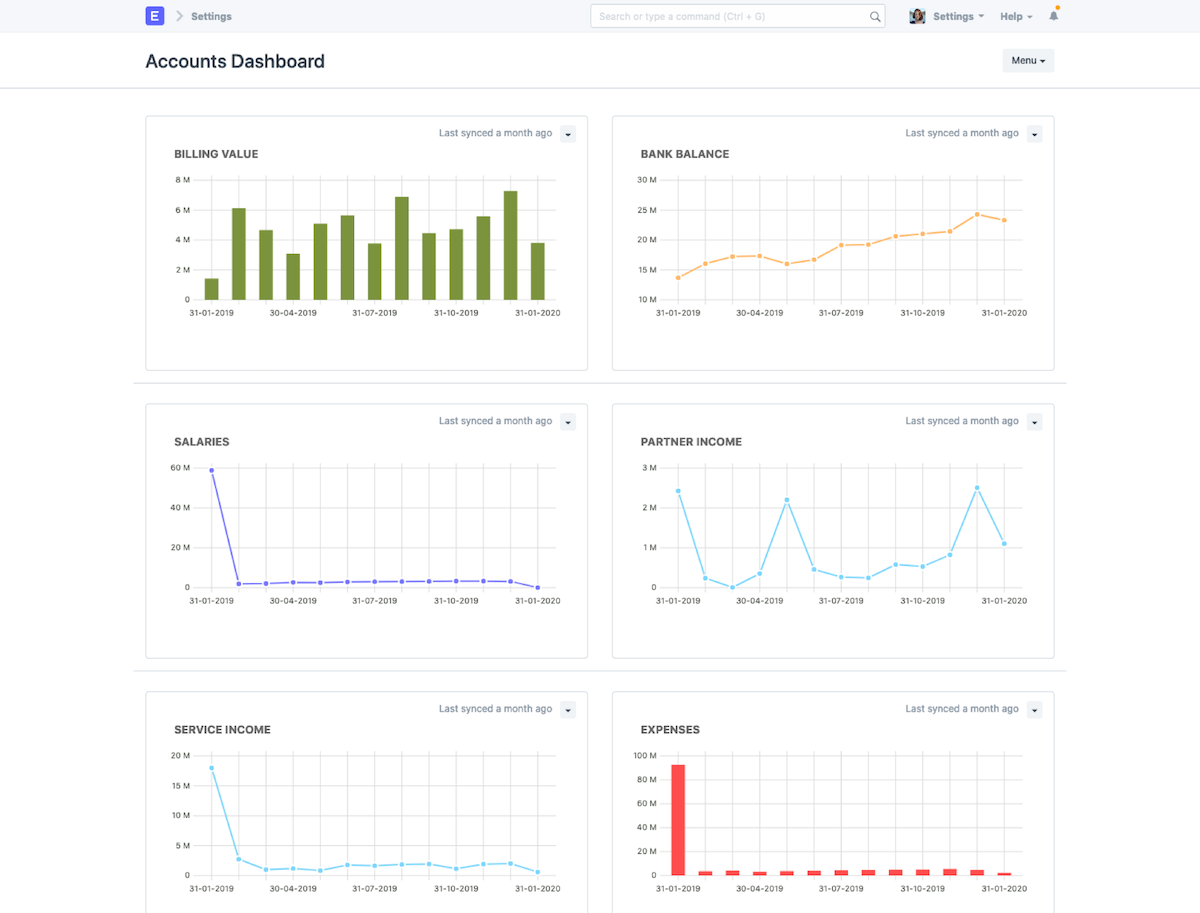 E Settings Search or type a command (Ctrl + G) Settings Help
Accounts Dashboard Menu
Last synced a month ago
BILLING VALUE
8 M
6 M
4 M
2 M
0
31-01-2019 30-04-2019 31-07-2019 31-10-2019 31-01-2020
Last synced a month ago
BANK BALANCE
30 M
25 M
20 M
15 M
10 M
31-01-2019 30-04-2019 31-07-2019 31-10-2019 31-01-2020
Last synced a month ago
SALARIES
60 M
40 M
20 M
0
31-01-2019 30-04-2019 31-07-2019 31-10-2019 31-01-2020
Last synced a month ago
PARTNER INCOME
3 M
2 M
1 M
0
31-01-2019 30-04-2019 31-07-2019 31-10-2019 31-01-2020
Last synced a month ago
SERVICE INCOME
20 M
15 M
10 M
5 M
0
31-01-2019 30-04-2019 31-07-2019 31-10-2019 31-01-2020
Last synced a month ago
EXPENSES
100 M
80 M
60 M
40 M
20 M
0
31-01-2019 30-04-2019 31-07-2019 31-10-2019 31-01-2020